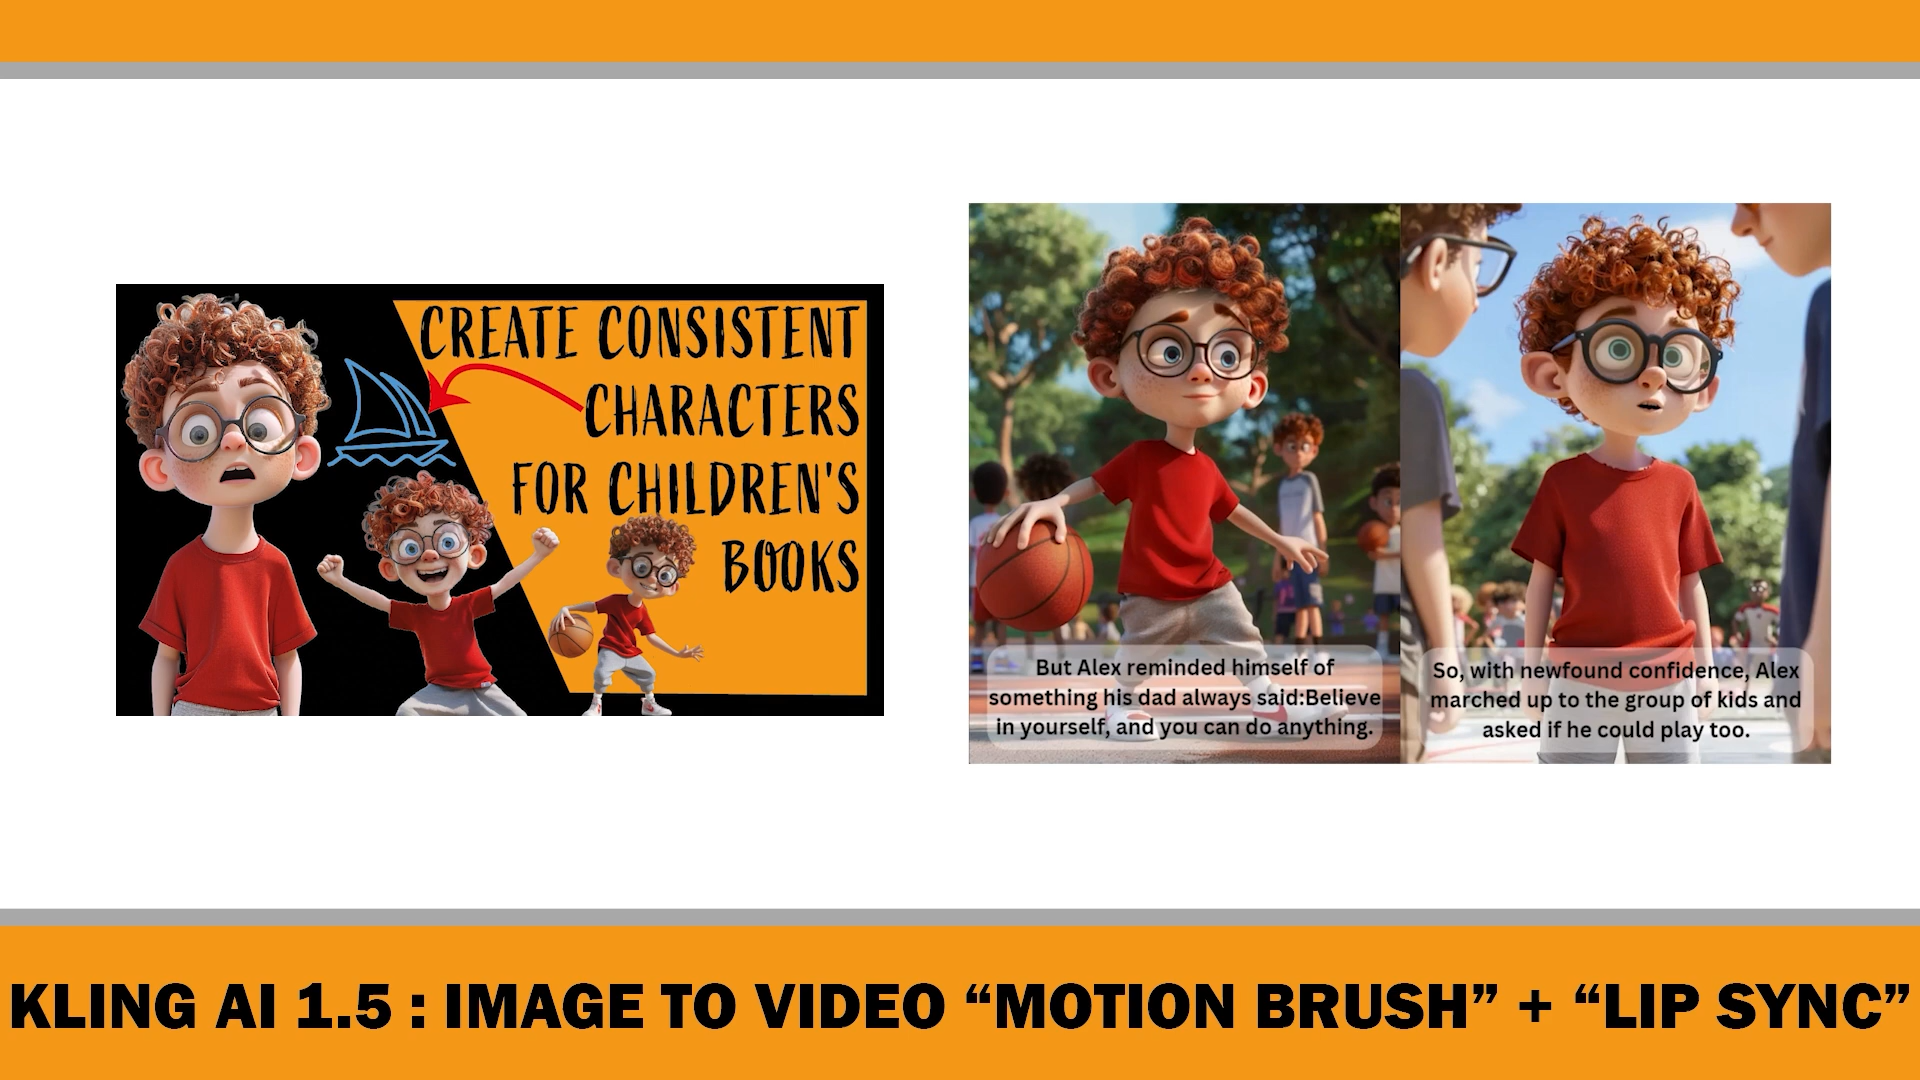 CREATE CONSISTENT
CHARACTERS
FOR CHILDREN'S
BOOKS
But Alex reminded himself of
something his dad always said:Believe
in yourself, and you can do anything.
So, with newfound confidence, Alex
marched up to the group of kids and
asked if he could play too.
KLING AI 1.5 : IMAGE TO VIDEO “MOTION BRUSH” + “LIP SYNC”